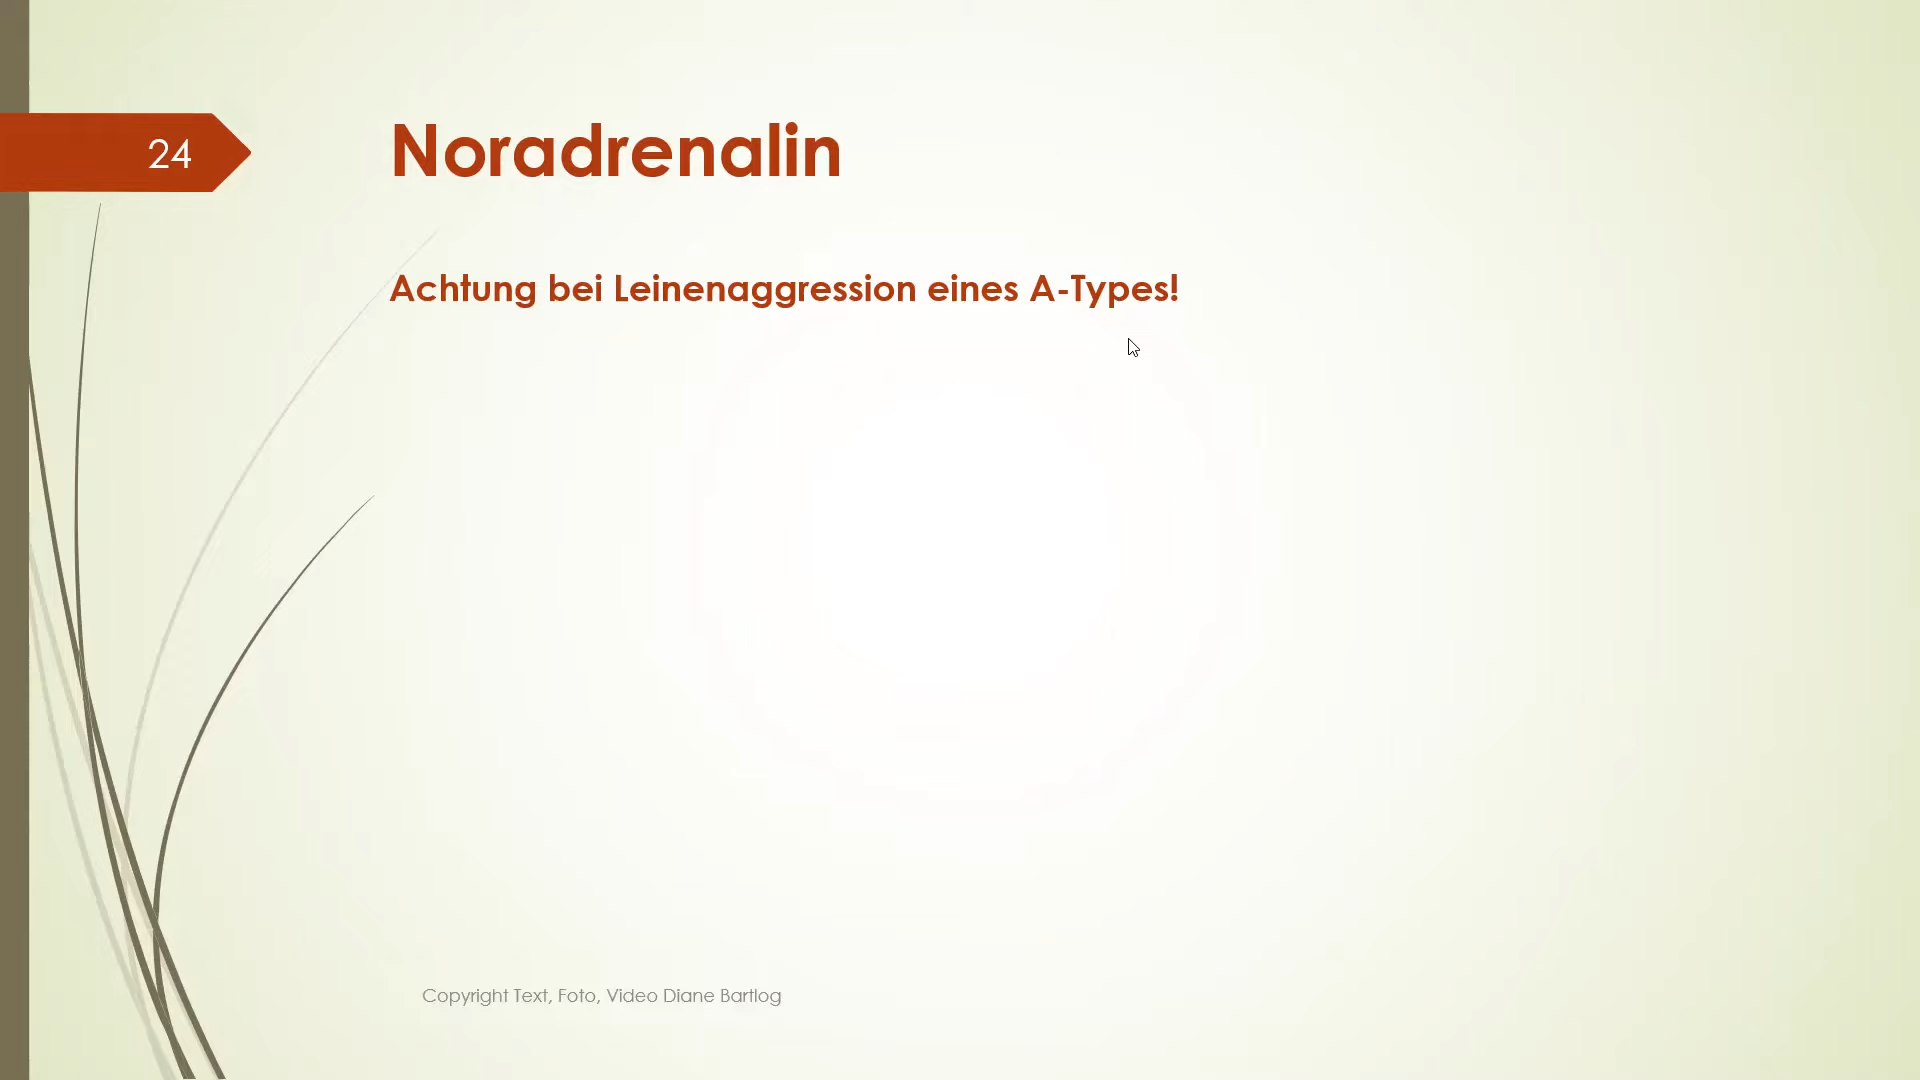 24
Noradrenalin
Achtung bei Leinenaggression eines A-Types!
Copyright Text, Foto, Video Diane Bartlog